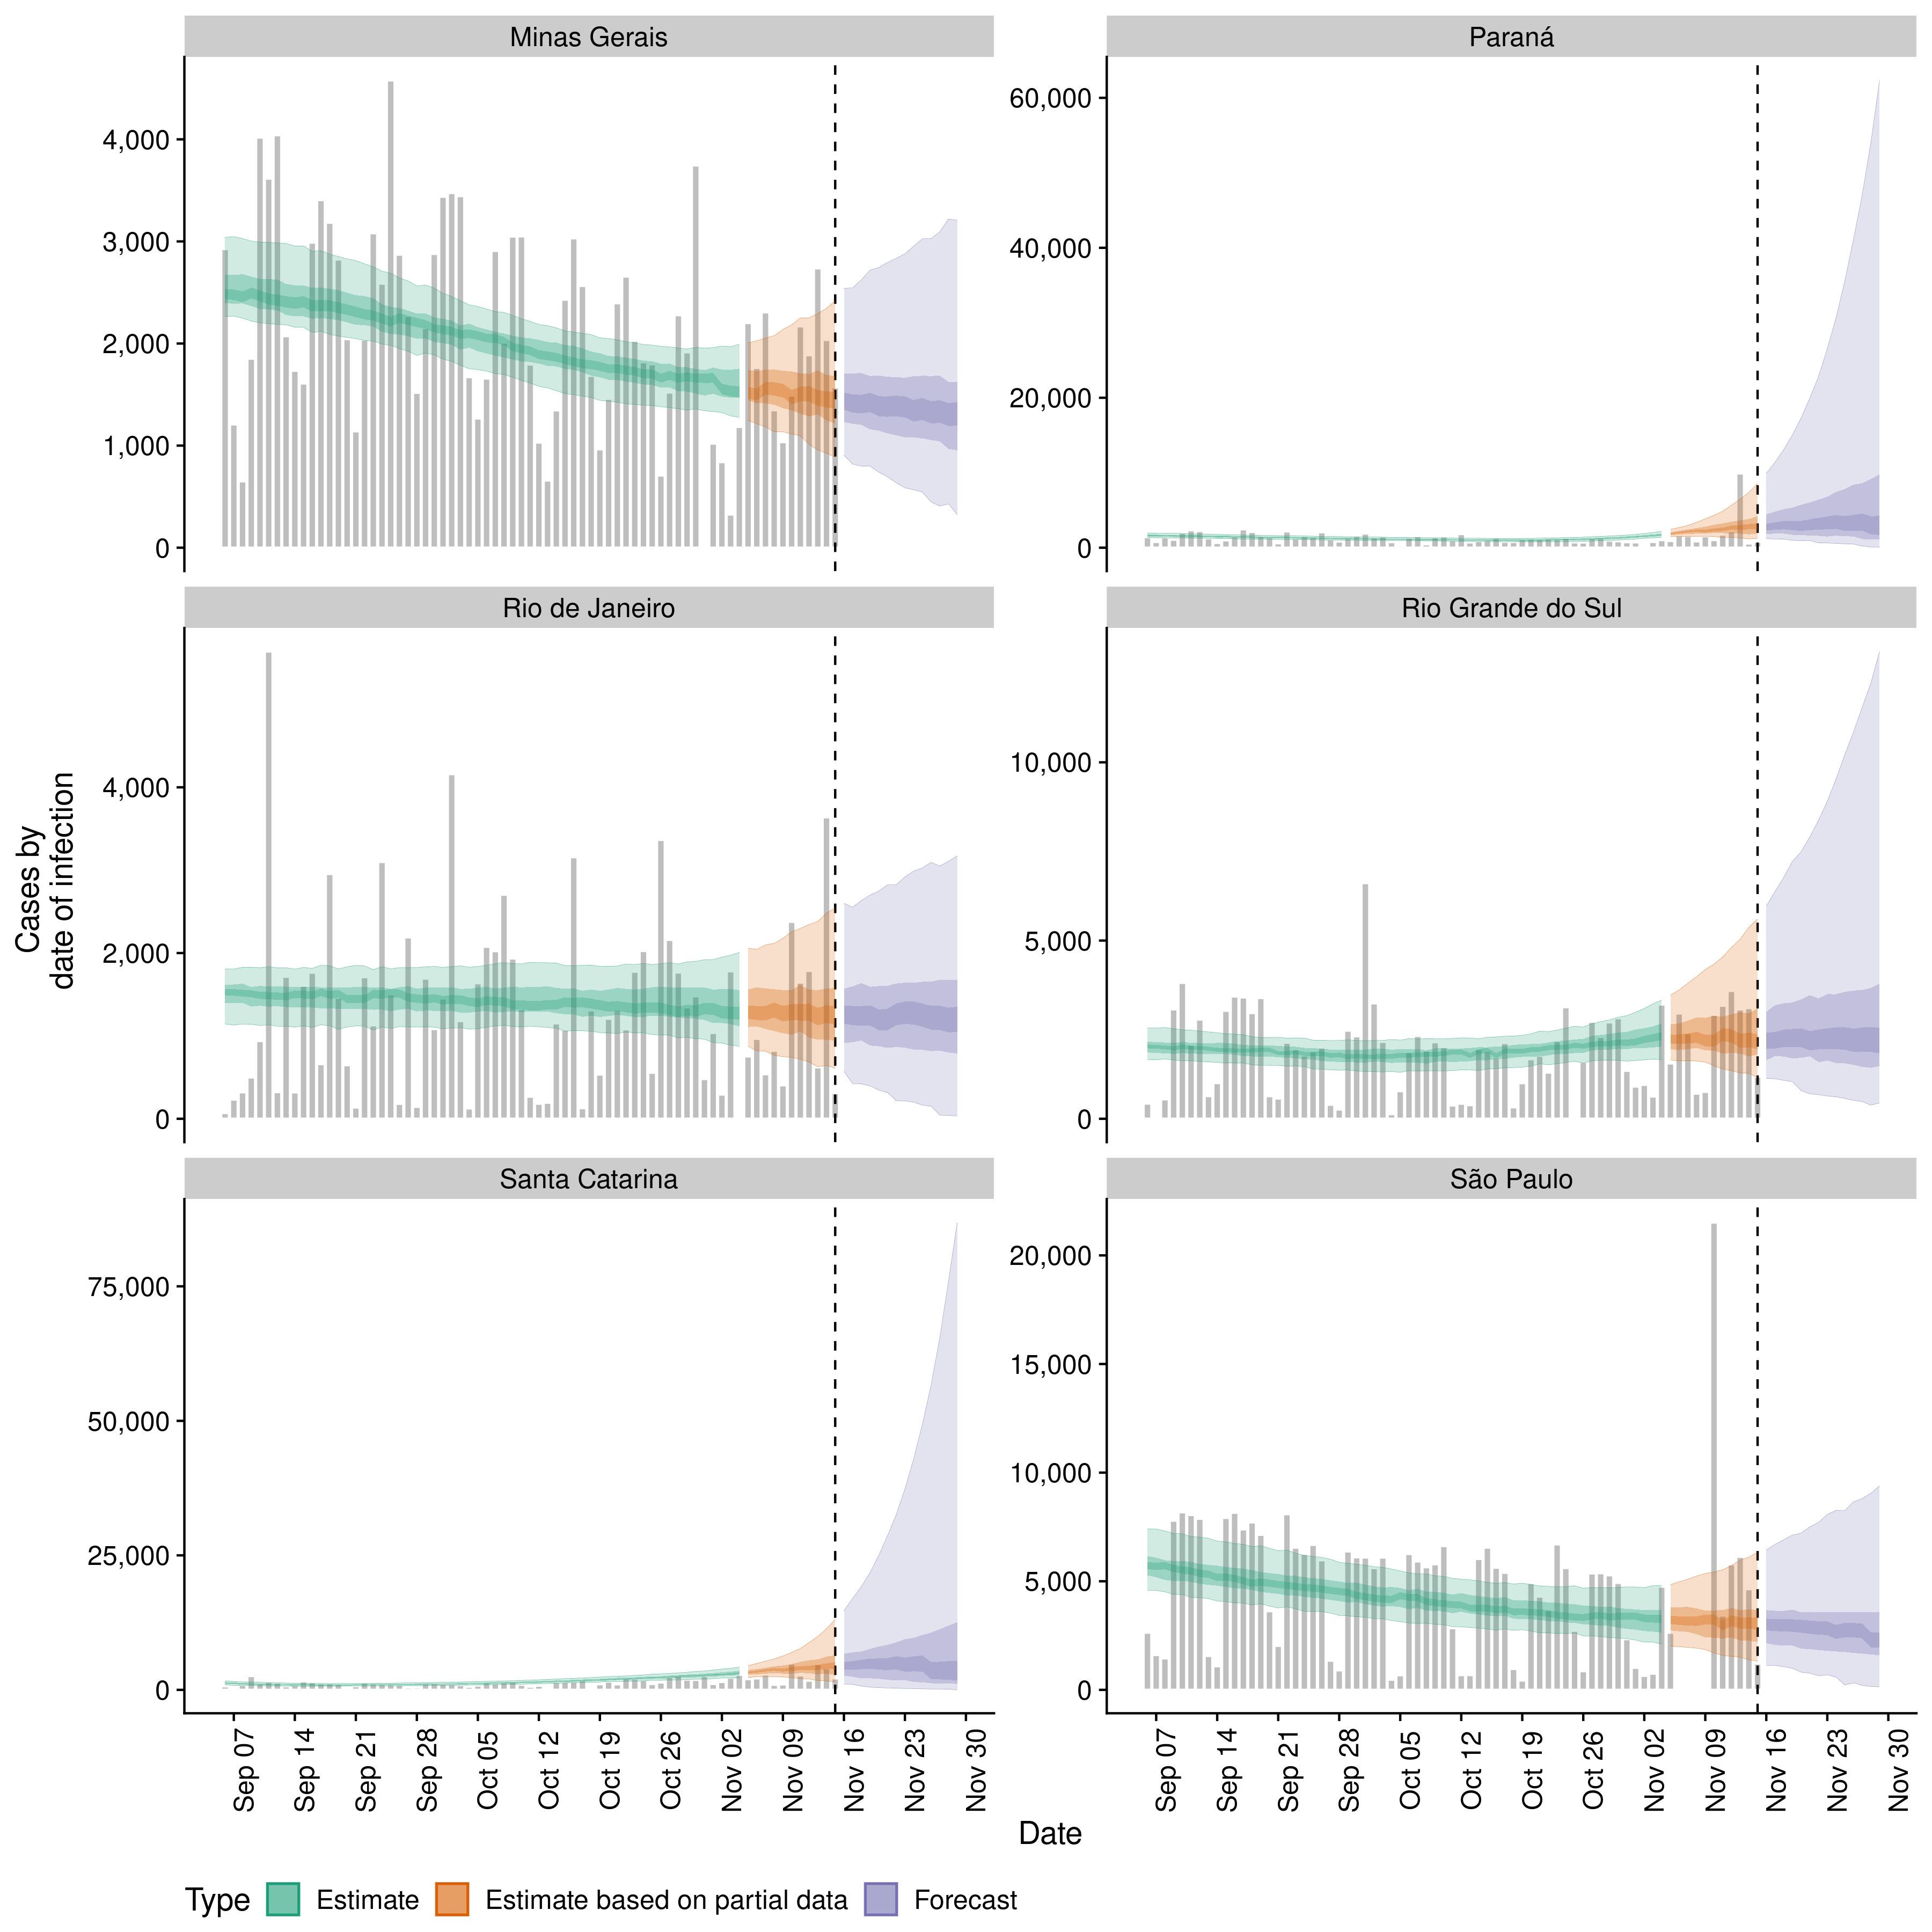 Minas Gerais
Paraná
4,000
3,000
2,000
1,000
0
60,000
40,000
20,000
0
Rio de Janeiro
Rio Grande do Sul
4,000
2,000
0
10,000
5,000
0
Santa Catarina
São Paulo
75,000
50,000
25,000
0
20,000
15,000
10,000
5,000
0
Cases by
date of infection
Sep 07
Sep 14
Sep 21
Sep 28
Oct 05
Oct 12
Oct 19
Oct 26
Nov 02
Nov 09
Nov 16
Nov 23
Nov 30
Sep 07
Sep 14
Sep 21
Sep 28
Oct 05
Oct 12
Oct 19
Oct 26
Nov 02
Nov 09
Nov 16
Nov 23
Nov 30
Date
Type Estimate Estimate based on partial data Forecast